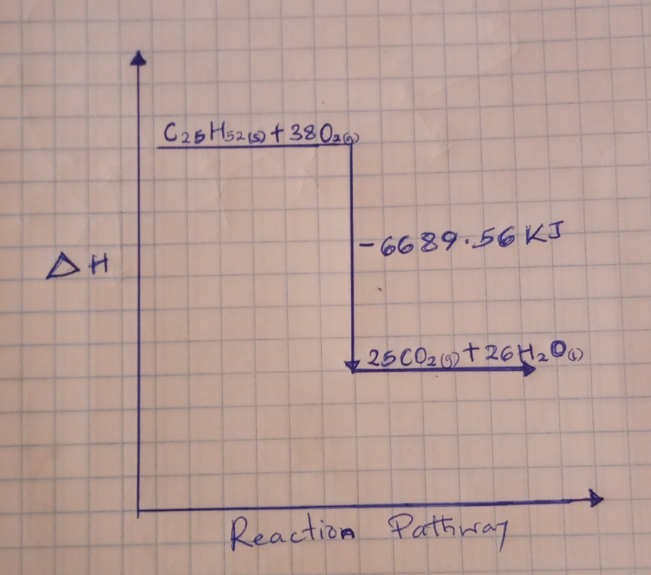 C₂₅H₅₂(s) + 38O₂(g)
-6689.56 KJ
ΔH
25CO₂(g) + 26H₂O(l)
Reaction Pathway